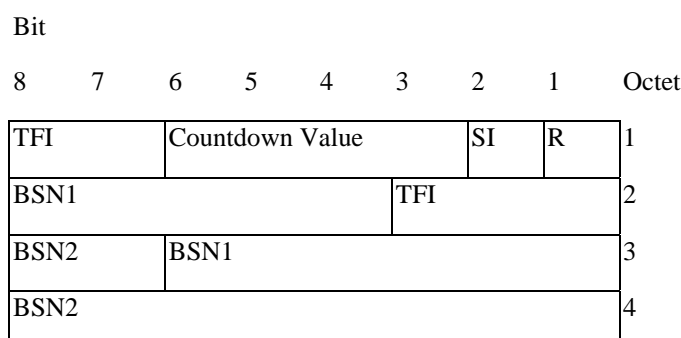 Bit
8 7 6 5 4 3 2 1 Octet
TFI Countdown Value SI R 1
BSN1 TFI 2
BSN2 BSN1 3
BSN2 4